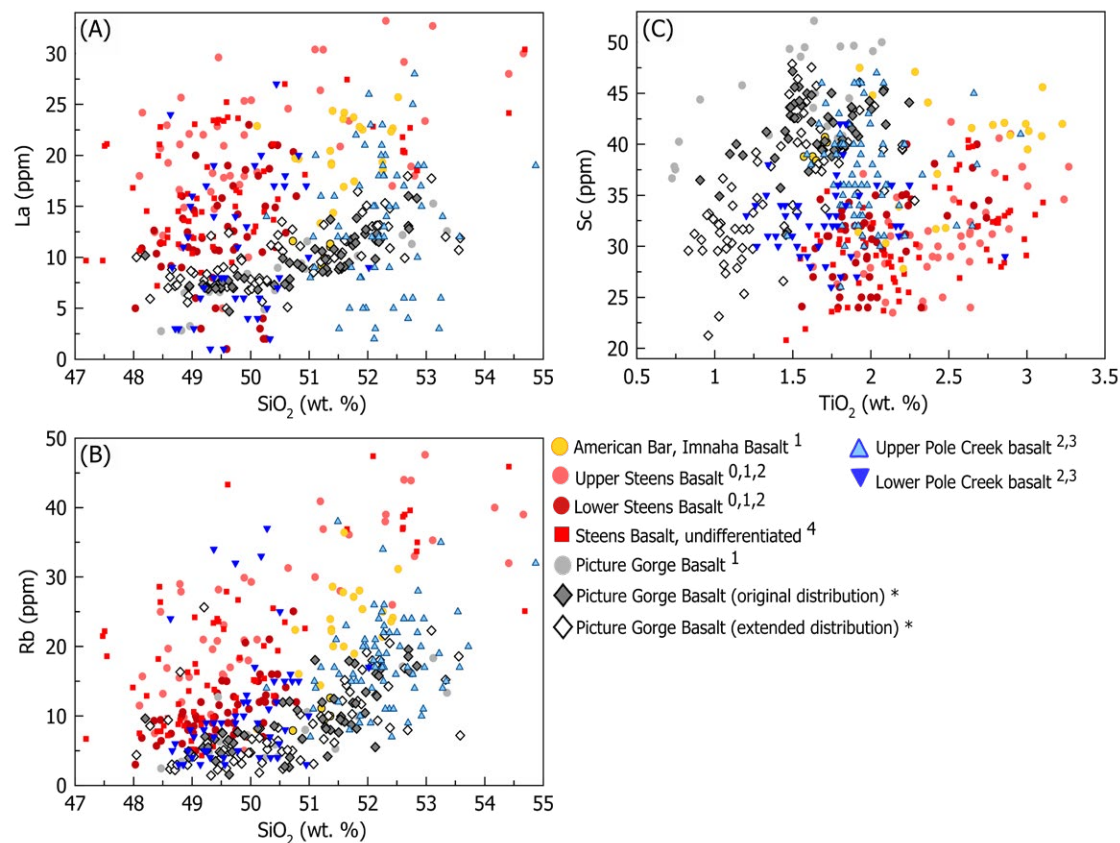 (A)
La (ppm)
30
25
20
15
10
5
0
47 48 49 50 51 52 53 54 55
SiO₂ (wt. %)
(C)
Sc (ppm)
50
45
40
35
30
25
20
0.5 1 1.5 2 2.5 3 3.5
TiO₂ (wt. %)
(B)
Rb (ppm)
50
40
30
20
10
0
47 48 49 50 51 52 53 54 55
SiO₂ (wt. %)
American Bar, Imnaha Basalt ¹
Upper Steens Basalt ⁰,¹,²
Lower Steens Basalt ⁰,¹,²
Steens Basalt, undifferentiated ⁴
Picture Gorge Basalt ¹
Picture Gorge Basalt (original distribution) *
Picture Gorge Basalt (extended distribution) *
Upper Pole Creek basalt ²,³
Lower Pole Creek basalt ²,³